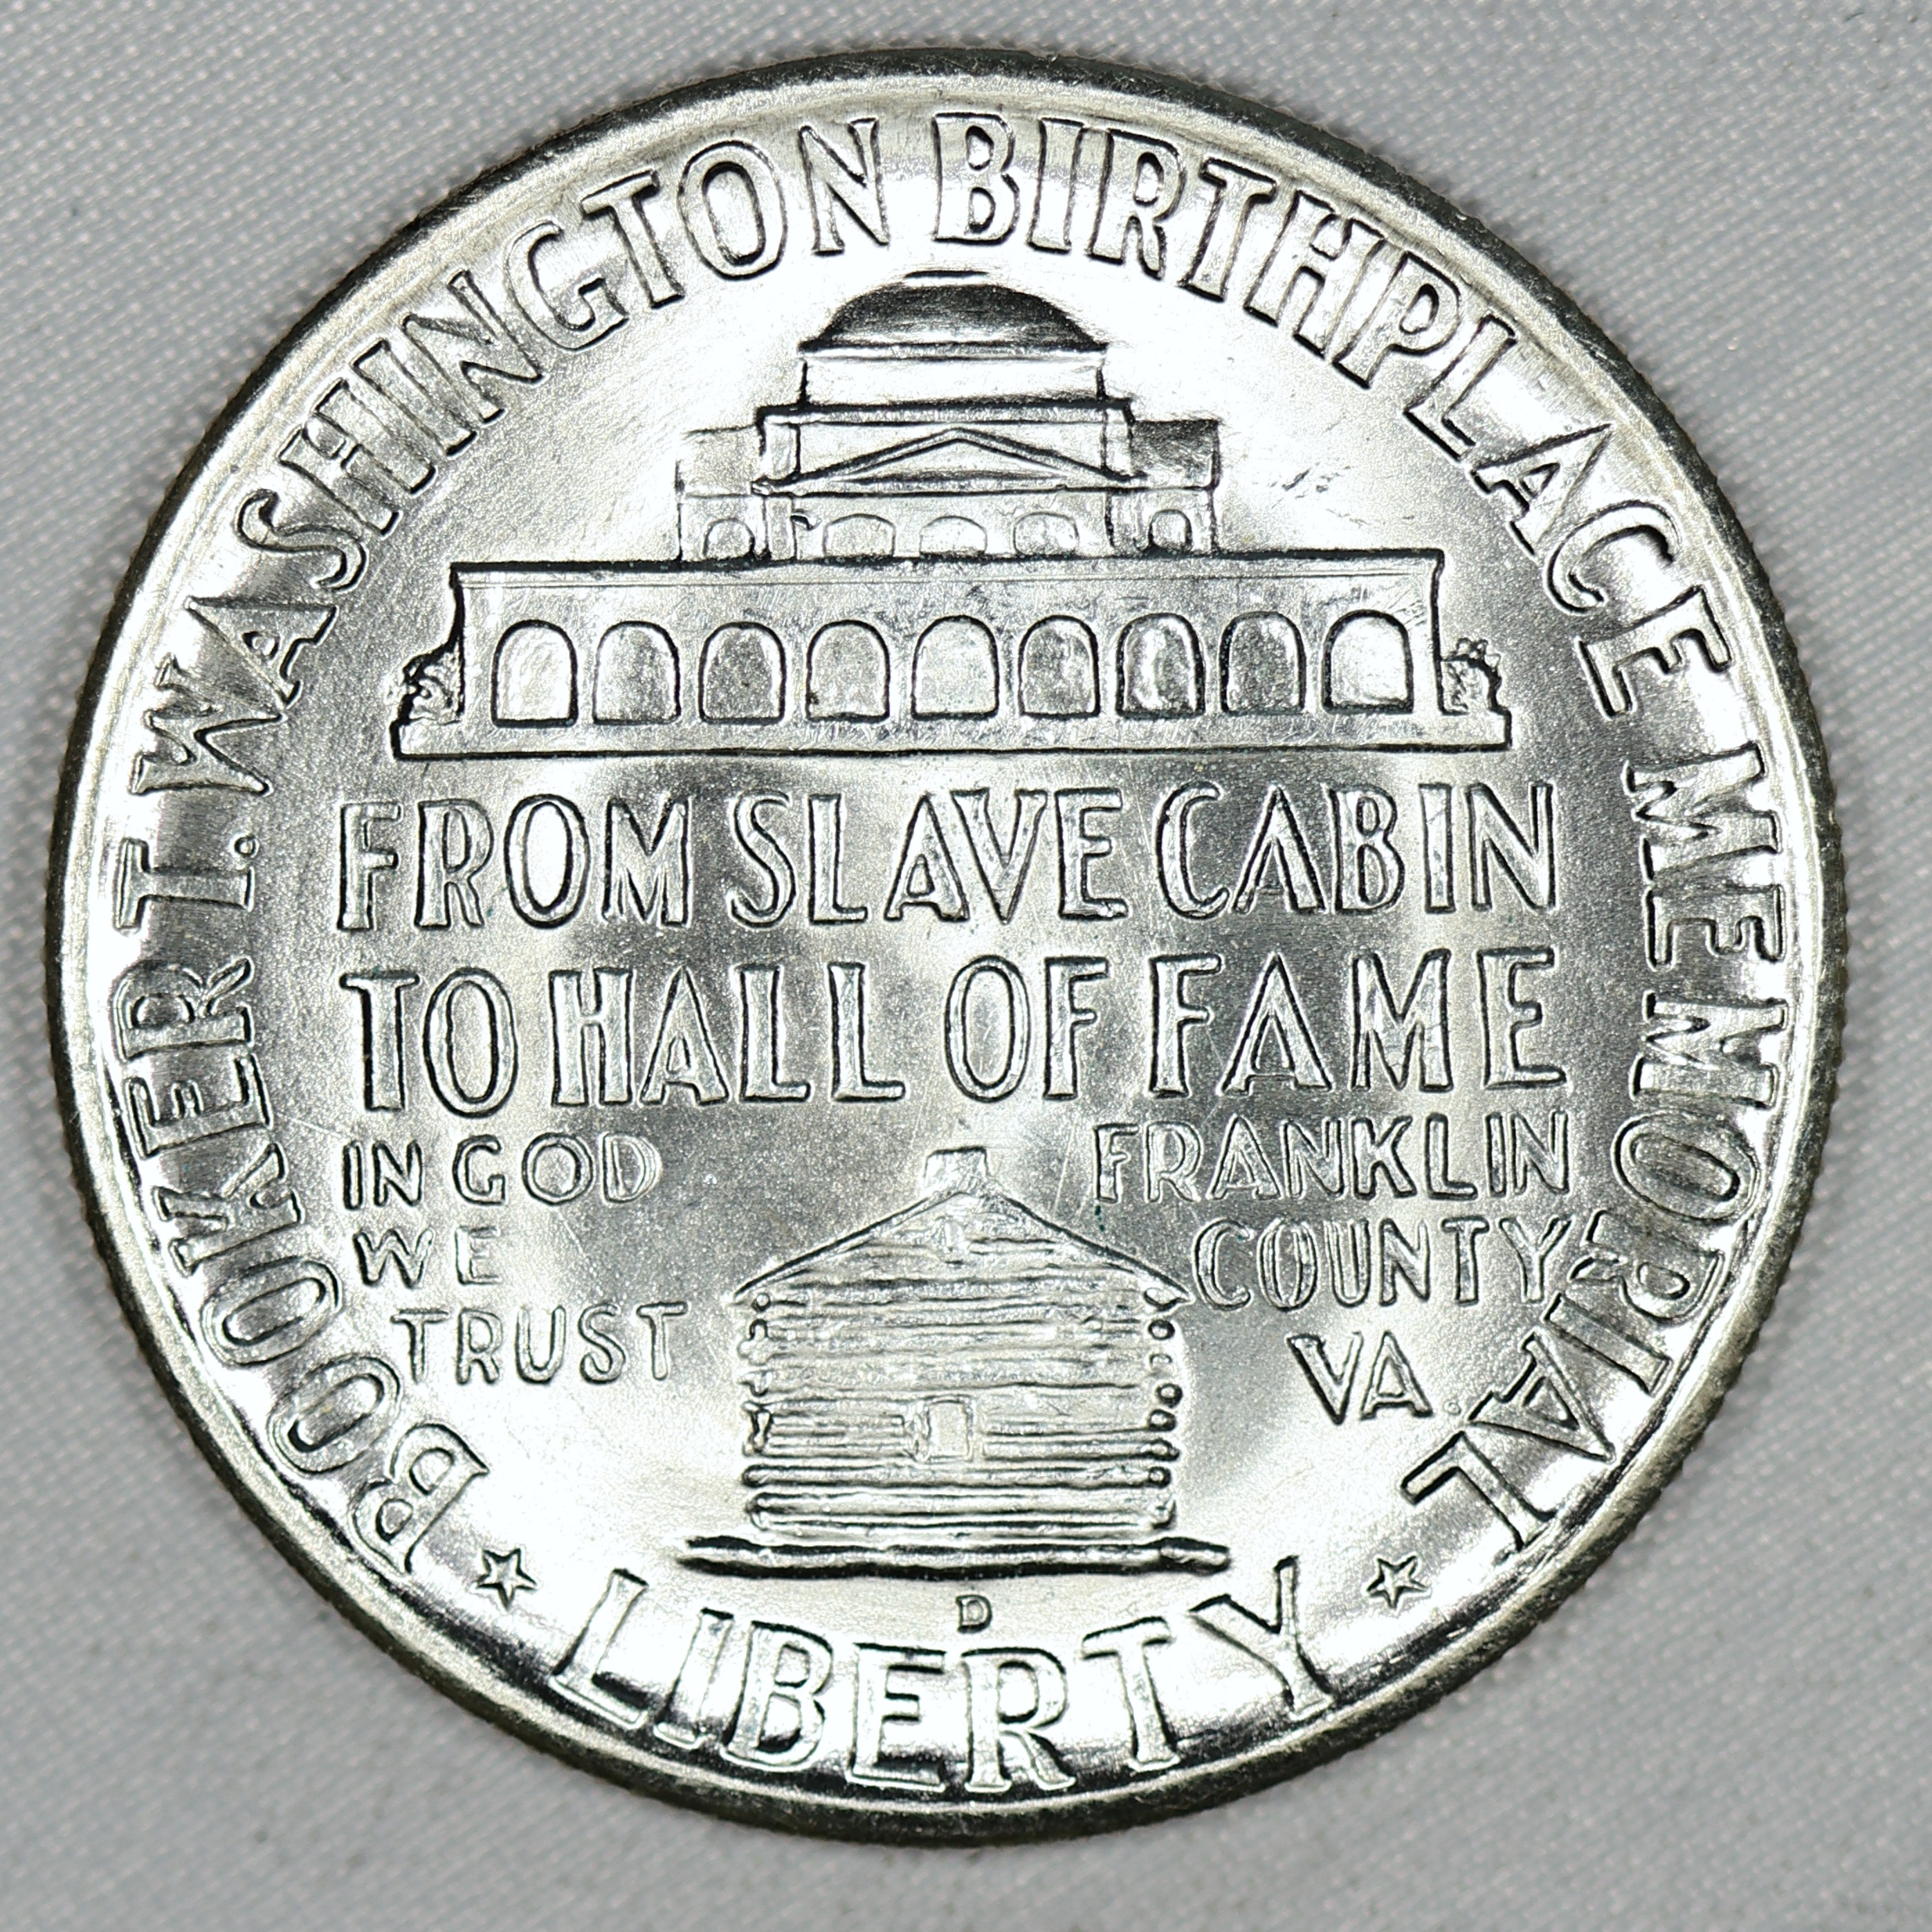 BOOKER T. WASHINGTON BIRTHPLACE MEMORIAL
FROM SLAVE CABIN
TO HALL OF FAME
IN GOD
WE
TRUST
FRANKLIN
COUNTY
VA.
D
LIBERTY